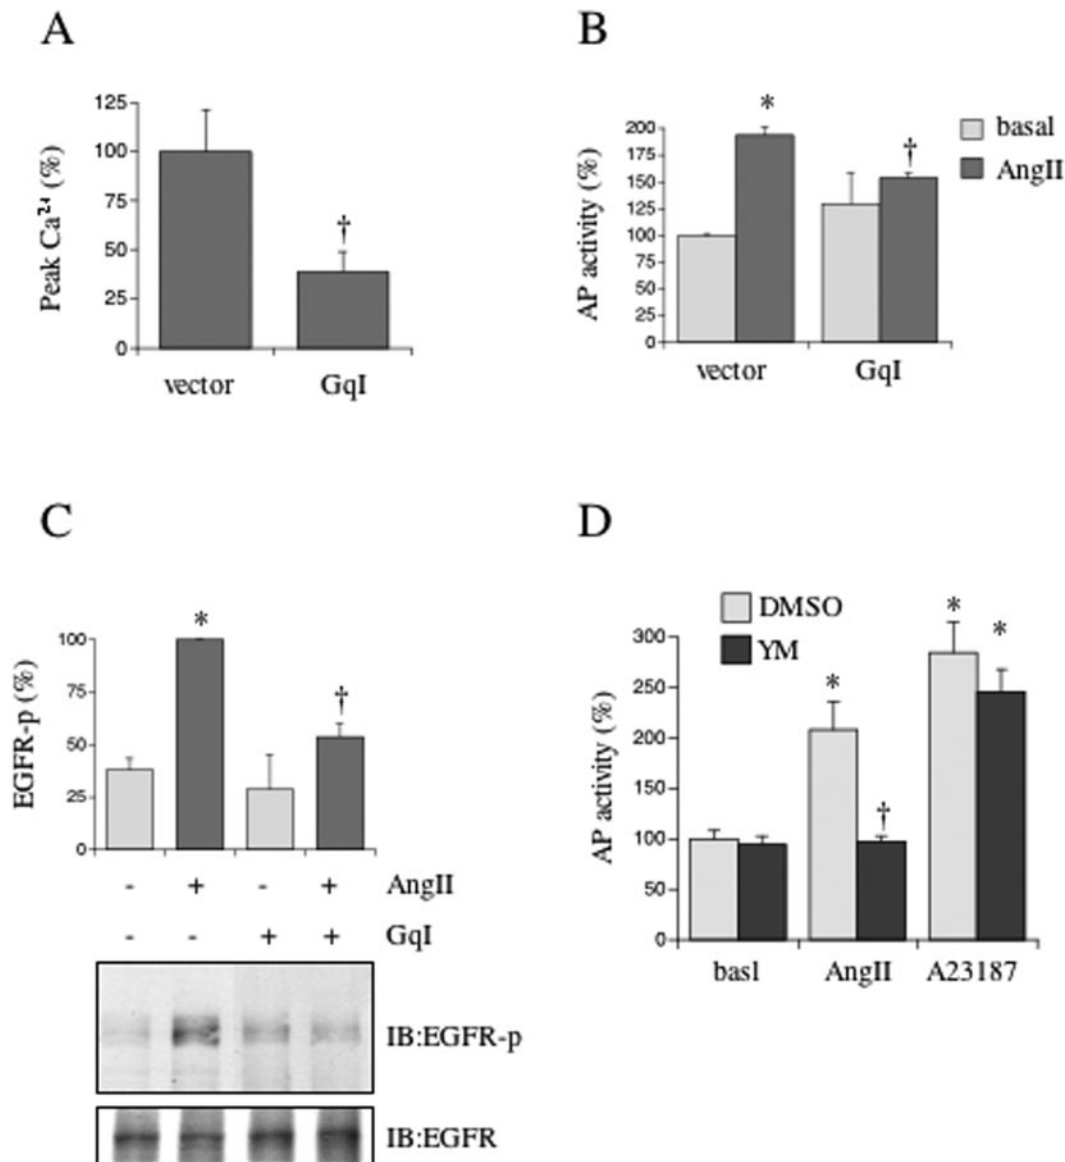 A
Peak Ca²⁺ (%)
125
100
75
50
25
0
†
vector
GqI
B
AP activity (%)
200
175
150
125
100
75
50
25
0
*
†
basal
AngII
vector
GqI
C
EGFR-p (%)
100
75
50
25
0
*
†
- + - + AngII
- - + + GqI
IB:EGFR-p
IB:EGFR
D
AP activity (%)
DMSO
YM
300
250
200
150
100
50
0
*
†
*
*
basl
AngII
A23187